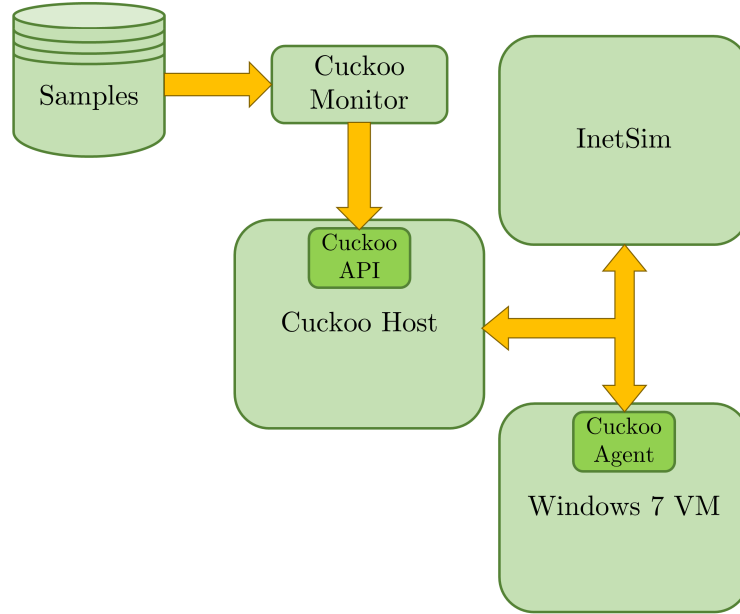 Samples
Cuckoo
Monitor
InetSim
Cuckoo
API
Cuckoo Host
Cuckoo
Agent
Windows 7 VM